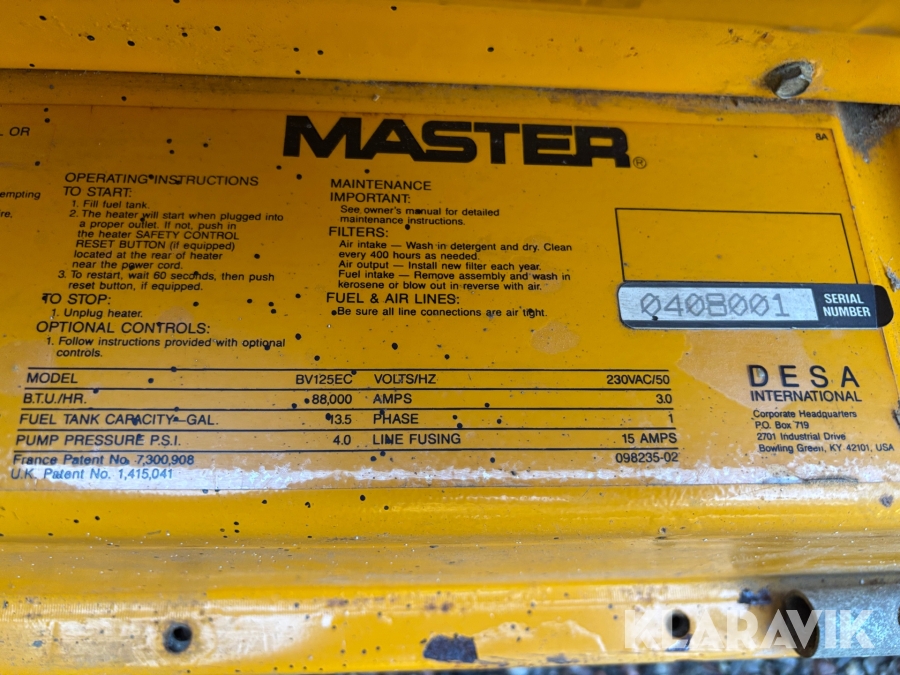 L OR
empting
ire,
MASTER®
8A
OPERATING INSTRUCTIONS
TO START:
1. Fill fuel tank.
2. The heater will start when plugged into
a proper outlet. If not, push in
the heater SAFETY CONTROL
RESET BUTTON (if equipped)
located at the rear of heater
near the power cord.
3. To restart, wait 60 seconds, then push
reset button, if equipped.
TO STOP:
1. Unplug heater.
OPTIONAL CONTROLS:
1. Follow instructions provided with optional
controls.
MAINTENANCE
IMPORTANT:
See owner's manual for detailed
maintenance instructions.
FILTERS:
Air intake — Wash in detergent and dry. Clean
every 400 hours as needed.
Air output — Install new filter each year.
Fuel intake — Remove assembly and wash in
kerosene or blow out in reverse with air.
FUEL & AIR LINES:
Be sure all line connections are air tight.
0408001 SERIAL NUMBER
MODEL BV125EC VOLTS/HZ 230VAC/50
B.T.U./HR. 88,000 AMPS 3.0
FUEL TANK CAPACITY-GAL. 13.5 PHASE 1
PUMP PRESSURE P.S.I. 4.0 LINE FUSING 15 AMPS
France Patent No. 7,300,908 098235-02
U.K. Patent No. 1,415,041
DESA
INTERNATIONAL
Corporate Headquarters
P.O. Box 719
2701 Industrial Drive
Bowling Green, KY 42101, USA
KLARAVIK